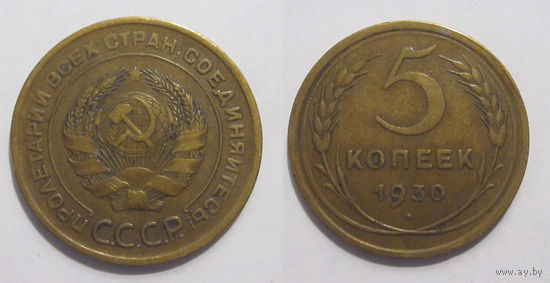 ПРОЛЕТАРИИ ВСЕХ СТРАН, СОЕДИНЯЙТЕСЬ!
С.С.С.Р.
5
КОПЕЕК
1930
www.ay.by